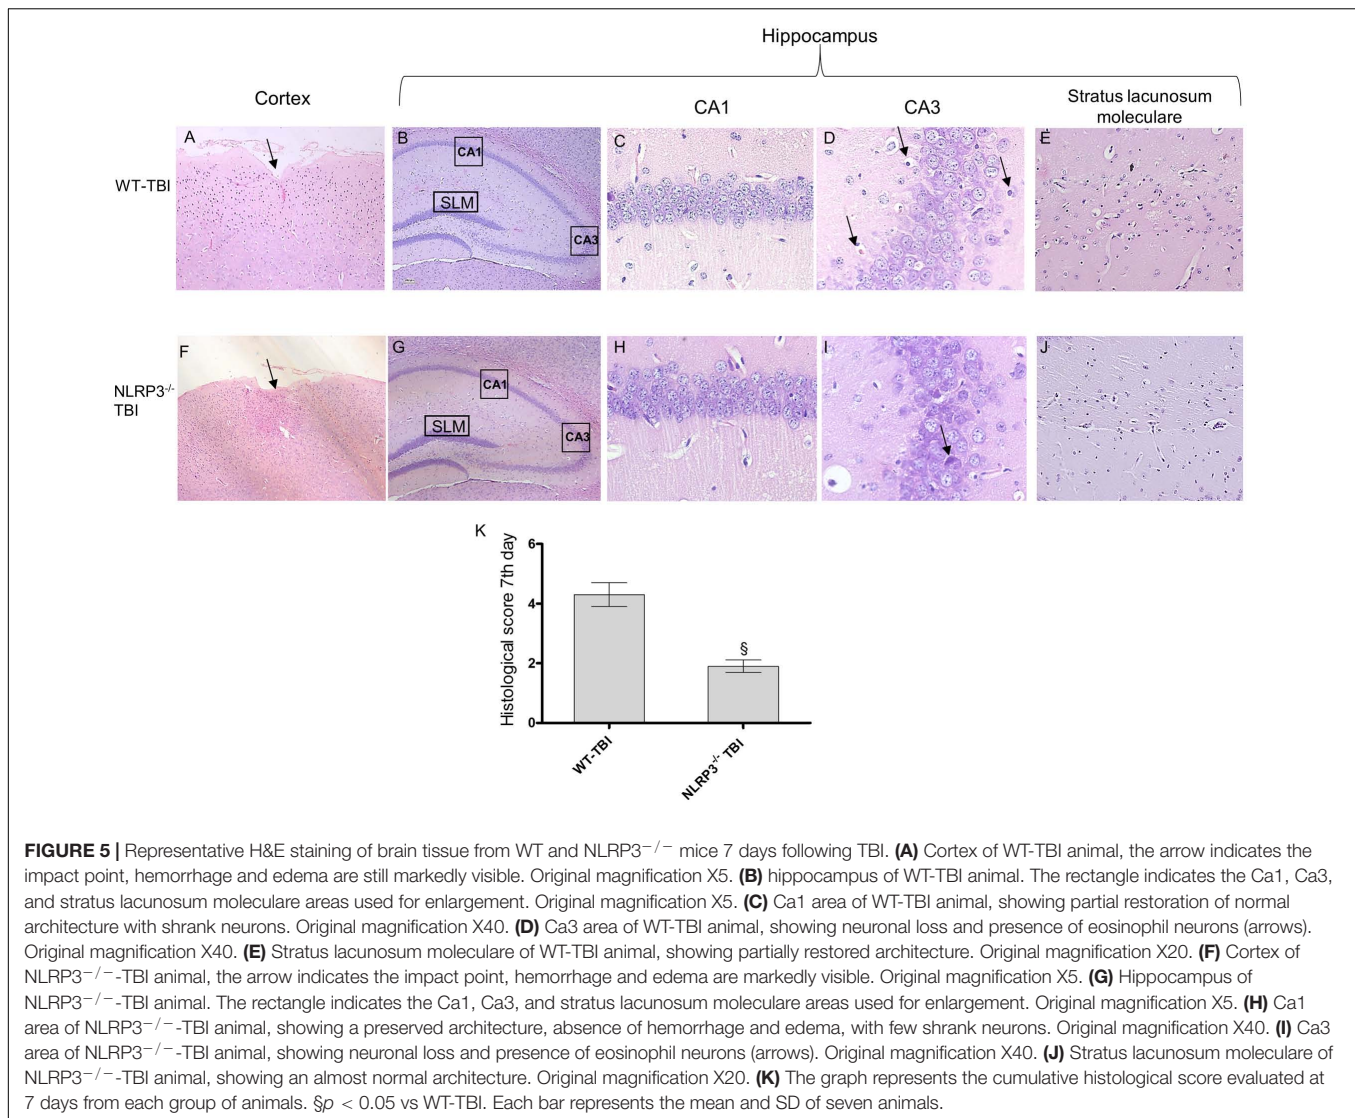 Hippocampus
Cortex
CA1
CA3
Stratus lacunosum
moleculare
WT-TBI
A
B
CA1
SLM
CA3
C
D
E
NLRP3-/-
TBI
F
G
CA1
SLM
CA3
H
I
J
K
Histological score 7th day
6
4
2
0
§
WT-TBI
NLRP3-/- TBI
FIGURE 5 | Representative H&E staining of brain tissue from WT and NLRP3−/− mice 7 days following TBI. (A) Cortex of WT-TBI animal, the arrow indicates the
impact point, hemorrhage and edema are still markedly visible. Original magnification X5. (B) hippocampus of WT-TBI animal. The rectangle indicates the Ca1, Ca3,
and stratus lacunosum moleculare areas used for enlargement. Original magnification X5. (C) Ca1 area of WT-TBI animal, showing partial restoration of normal
architecture with shrank neurons. Original magnification X40. (D) Ca3 area of WT-TBI animal, showing neuronal loss and presence of eosinophil neurons (arrows).
Original magnification X40. (E) Stratus lacunosum moleculare of WT-TBI animal, showing partially restored architecture. Original magnification X20. (F) Cortex of
NLRP3−/−-TBI animal, the arrow indicates the impact point, hemorrhage and edema are markedly visible. Original magnification X5. (G) Hippocampus of
NLRP3−/−-TBI animal. The rectangle indicates the Ca1, Ca3, and stratus lacunosum moleculare areas used for enlargement. Original magnification X5. (H) Ca1
area of NLRP3−/−-TBI animal, showing a preserved architecture, absence of hemorrhage and edema, with few shrank neurons. Original magnification X40. (I) Ca3
area of NLRP3−/−-TBI animal, showing neuronal loss and presence of eosinophil neurons (arrows). Original magnification X40. (J) Stratus lacunosum moleculare of
NLRP3−/−-TBI animal, showing an almost normal architecture. Original magnification X20. (K) The graph represents the cumulative histological score evaluated at
7 days from each group of animals. §p < 0.05 vs WT-TBI. Each bar represents the mean and SD of seven animals.